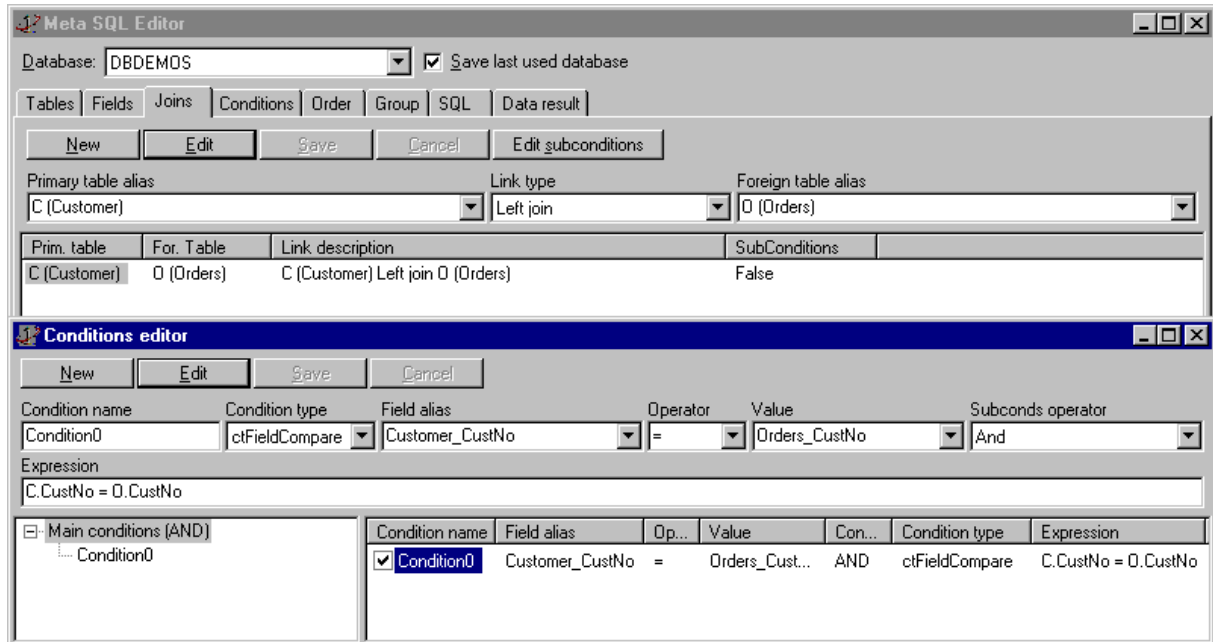 Meta SQL Editor
Database: DBDEMOS Save last used database
Tables Fields Joins Conditions Order Group SQL Data result
New Edit Save Cancel Edit subconditions
Primary table alias Link type Foreign table alias
C (Customer) Left join O (Orders)
Prim. table For. Table Link description SubConditions
C (Customer) O (Orders) C (Customer) Left join O (Orders) False
Conditions editor
New Edit Save Cancel
Condition name Condition type Field alias Operator Value Subconds operator
Condition0 ctFieldCompare Customer_CustNo = Orders_CustNo And
Expression
C.CustNo = O.CustNo
Main conditions (AND) Condition name Field alias Op... Value Con... Condition type Expression
Condition0 Condition0 Customer_CustNo = Orders_Cust... AND ctFieldCompare C.CustNo = O.CustNo